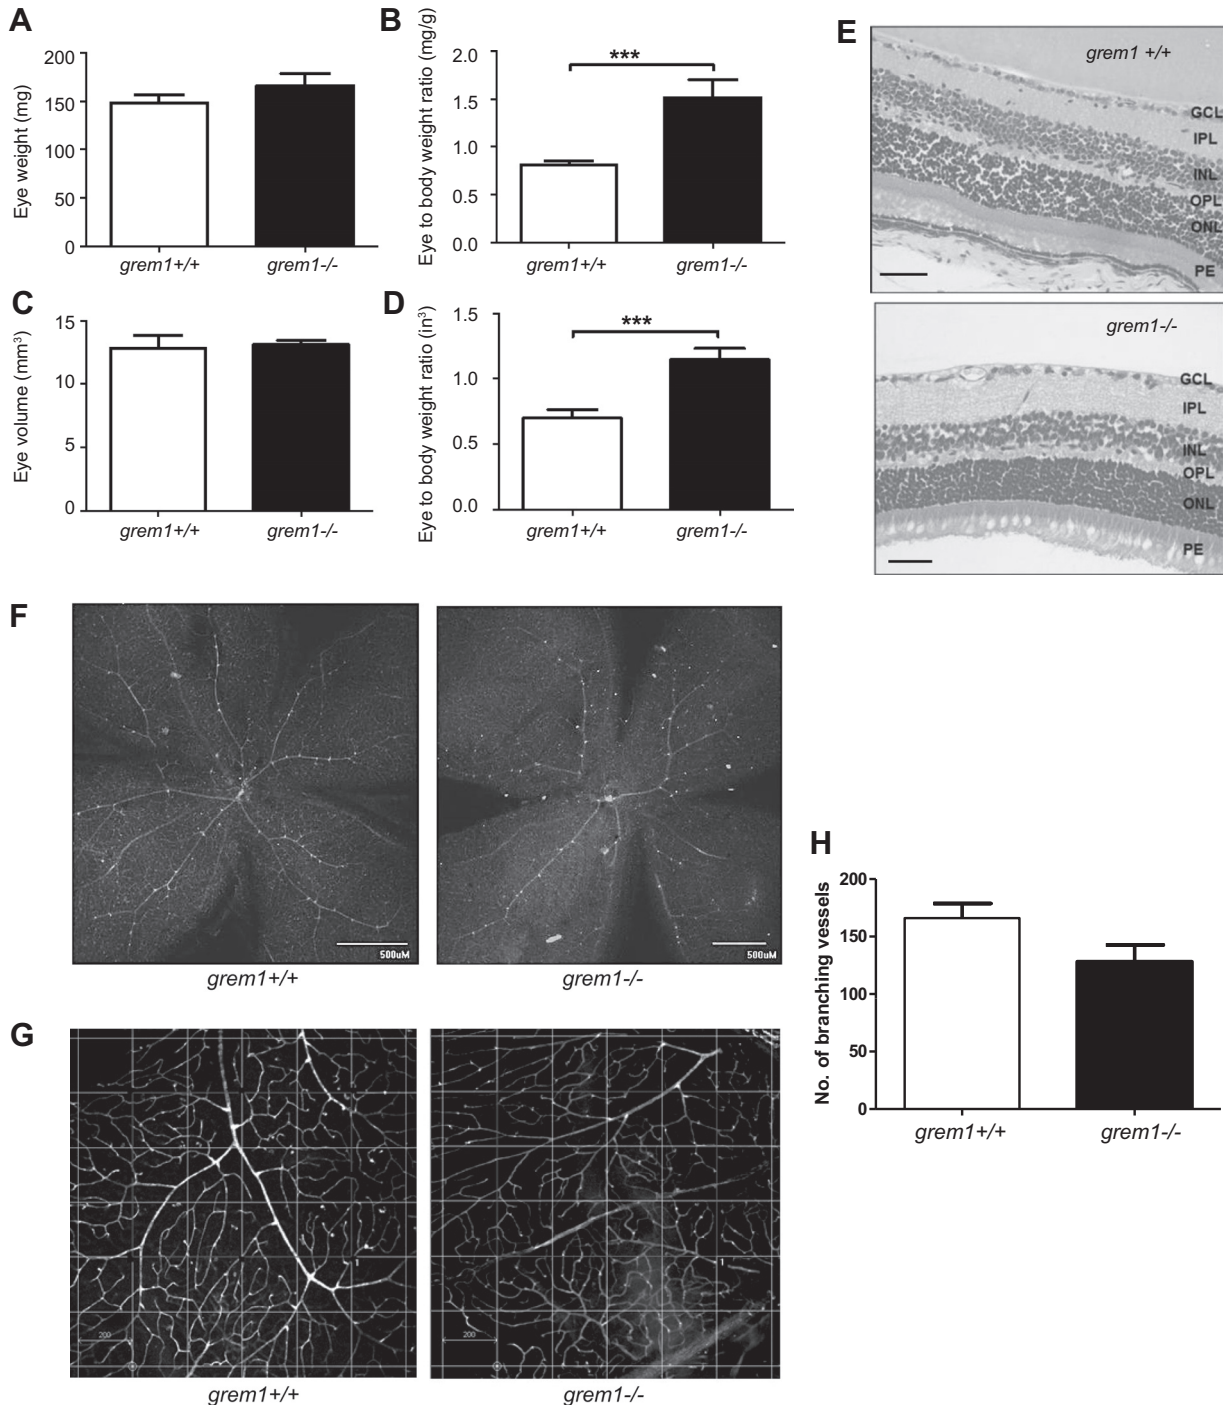 A
Eye weight (mg)
200
150
100
50
0
grem1+/+
grem1-/-
B
Eye to body weight ratio (mg/g)
2.0
1.5
1.0
0.5
0.0
***
grem1+/+
grem1-/-
C
Eye volume (mm³)
15
10
5
0
grem1+/+
grem1-/-
D
Eye to body weight ratio (in³)
1.5
1.0
0.5
0.0
***
grem1+/+
grem1-/-
E
grem1 +/+
GCL
IPL
INL
OPL
ONL
PE
grem1-/-
GCL
IPL
INL
OPL
ONL
PE
F
500uM
500uM
grem1+/+
grem1-/-
G
1
200
1
200
grem1+/+
grem1-/-
H
No. of branching vessels
200
150
100
50
0
grem1+/+
grem1-/-